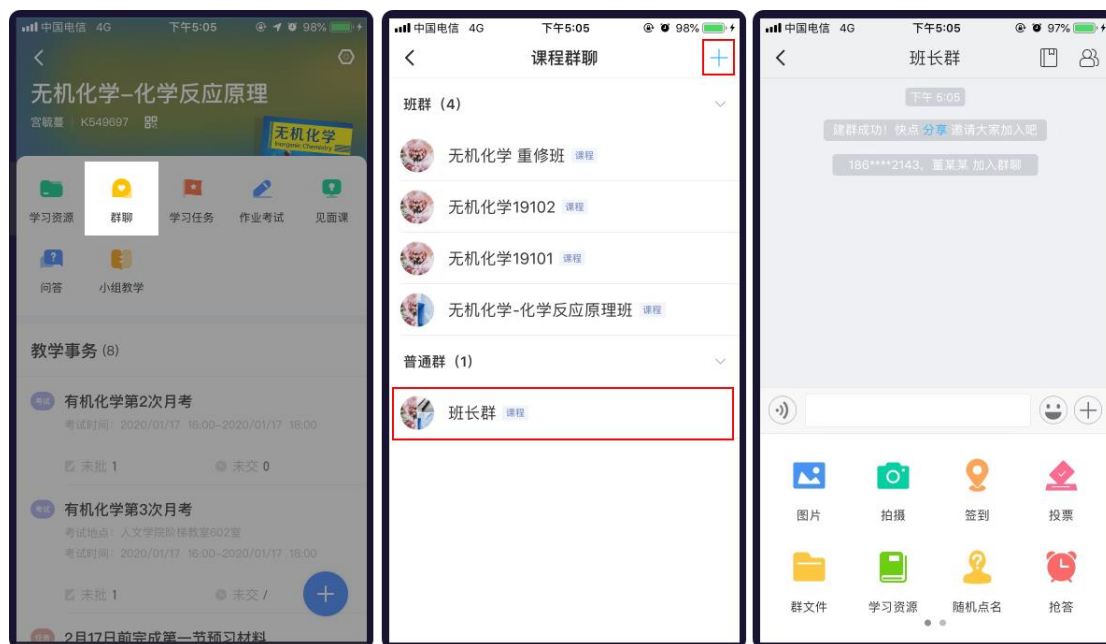 中国电信 4G 下午5:05 98%
无机化学-化学反应原理
宫毓蔓 K549697
无机化学
Inorganic Chemistry
学习资源 群聊 学习任务 作业考试 见面课
问答 小组教学
教学事务 (8)
考试 有机化学第2次月考
考试时间：2020/01/17 16:00-2020/01/17 18:00
未批 1 未交 0
考试 有机化学第3次月考
考试地点：人文学院阶梯教室602室
考试时间：2020/01/17 16:00-2020/01/17 18:00
未批 1 未交 /
2月17日前完成第一节预习材料
中国电信 4G 下午5:05 98%
课程群聊
班群（4）
无机化学 重修班 课程
无机化学19102 课程
无机化学19101 课程
无机化学-化学反应原理班 课程
普通群（1）
班长群 课程
中国电信 4G 下午5:05 97%
班长群
下午 5:05
建群成功！快点 分享 邀请大家加入吧
186****2143、董某某 加入群聊
图片 拍摄 签到 投票
群文件 学习资源 随机点名 抢答